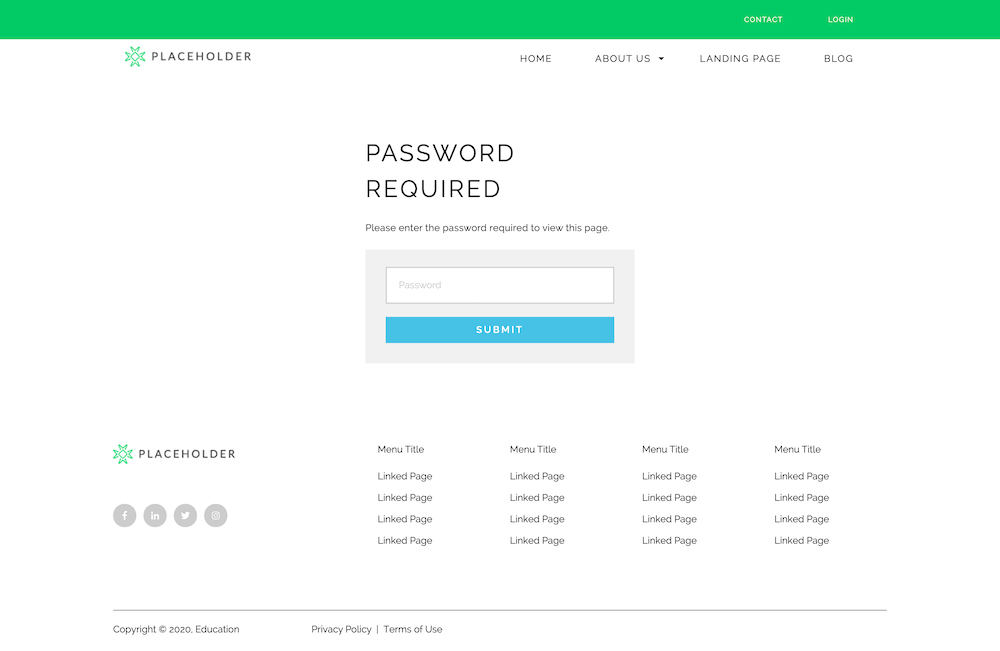 CONTACT LOGIN
PLACEHOLDER HOME ABOUT US LANDING PAGE BLOG
PASSWORD
REQUIRED
Please enter the password required to view this page.
Password
SUBMIT
PLACEHOLDER
Menu Title Menu Title Menu Title Menu Title
Linked Page Linked Page Linked Page Linked Page
Linked Page Linked Page Linked Page Linked Page
Linked Page Linked Page Linked Page Linked Page
Linked Page Linked Page Linked Page Linked Page
Copyright © 2020, Education Privacy Policy | Terms of Use